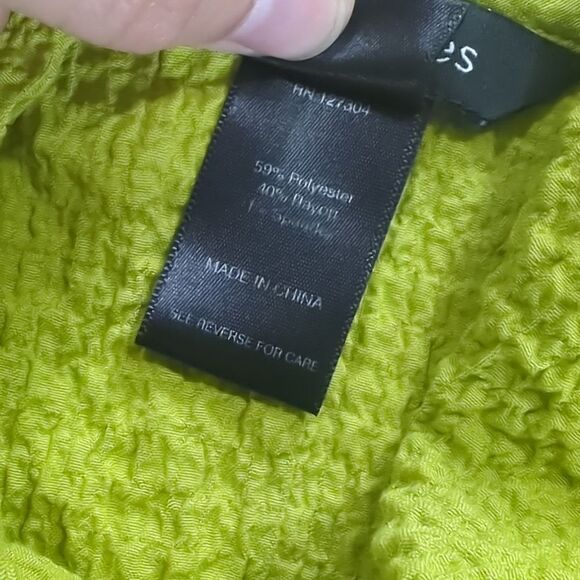 es
RN 127304
59% Polyester
40% Rayon
1% Spandex
MADE IN CHINA
SEE REVERSE FOR CARE